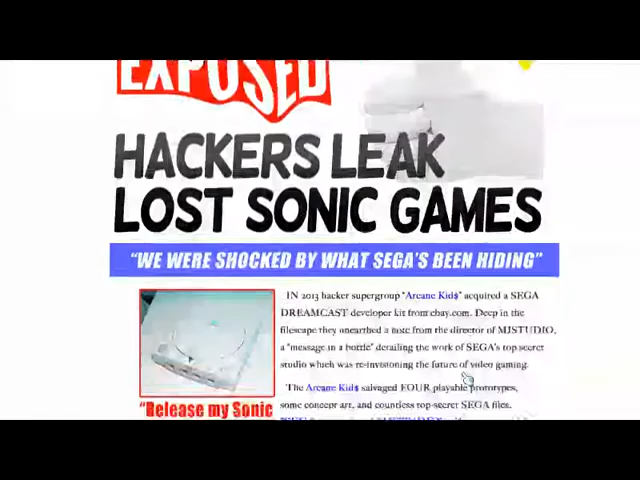 EXPOSED
HACKERS LEAK
LOST SONIC GAMES
"WE WERE SHOCKED BY WHAT SEGA'S BEEN HIDING"
IN 2013 hacker supergroup "Arcane Kid$" acquired a SEGA
DREAMCAST developer kit from ebay.com. Deep in the
filescape they unearthed a note from the director of MJSTUDIO,
a "message in a bottle" detailing the work of SEGA's top secret
studio which was re-invisioning the future of video gaming.
The Arcane Kid$ salvaged FOUR playable prototypes,
some concept art, and countless top-secret SEGA files.
"Release my Sonic